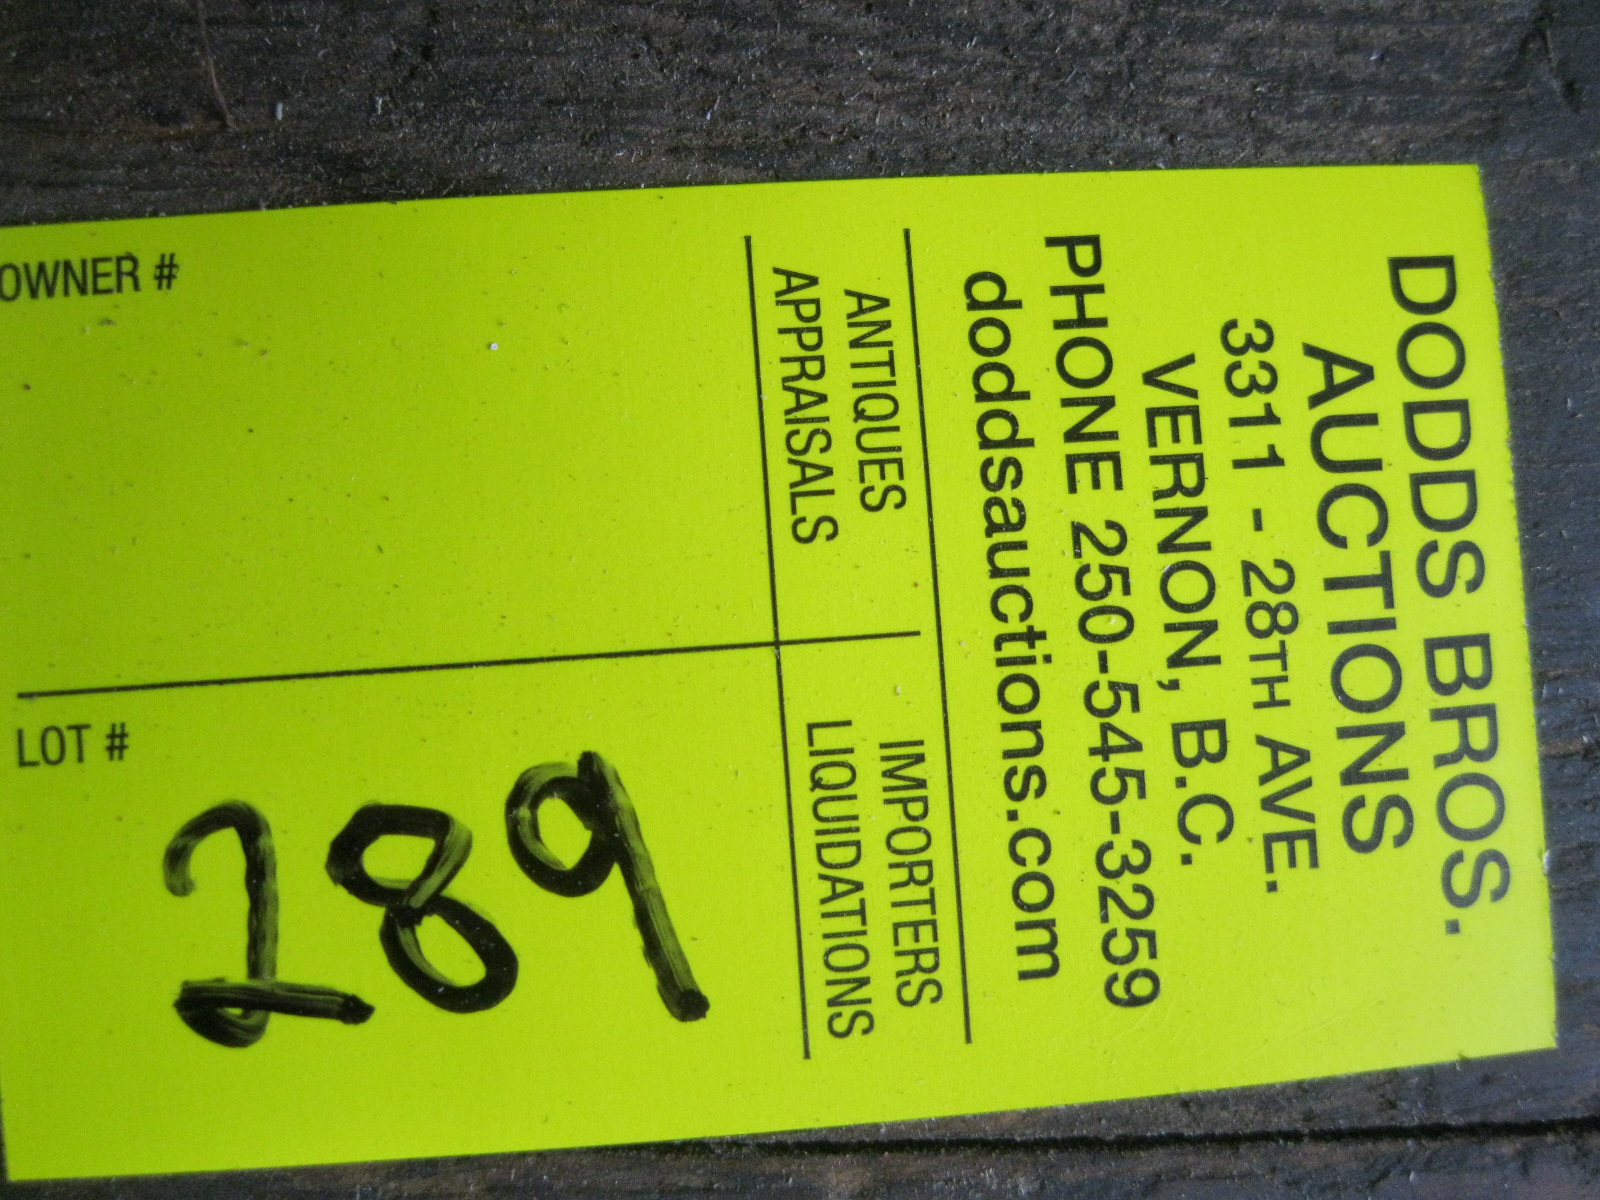 DODDS BROS.
AUCTIONS
3311 - 28TH AVE.
VERNON, B.C.
PHONE 250-545-3259
doddsauctions.com
ANTIQUES
APPRAISALS
IMPORTERS
LIQUIDATIONS
OWNER #
LOT #
289